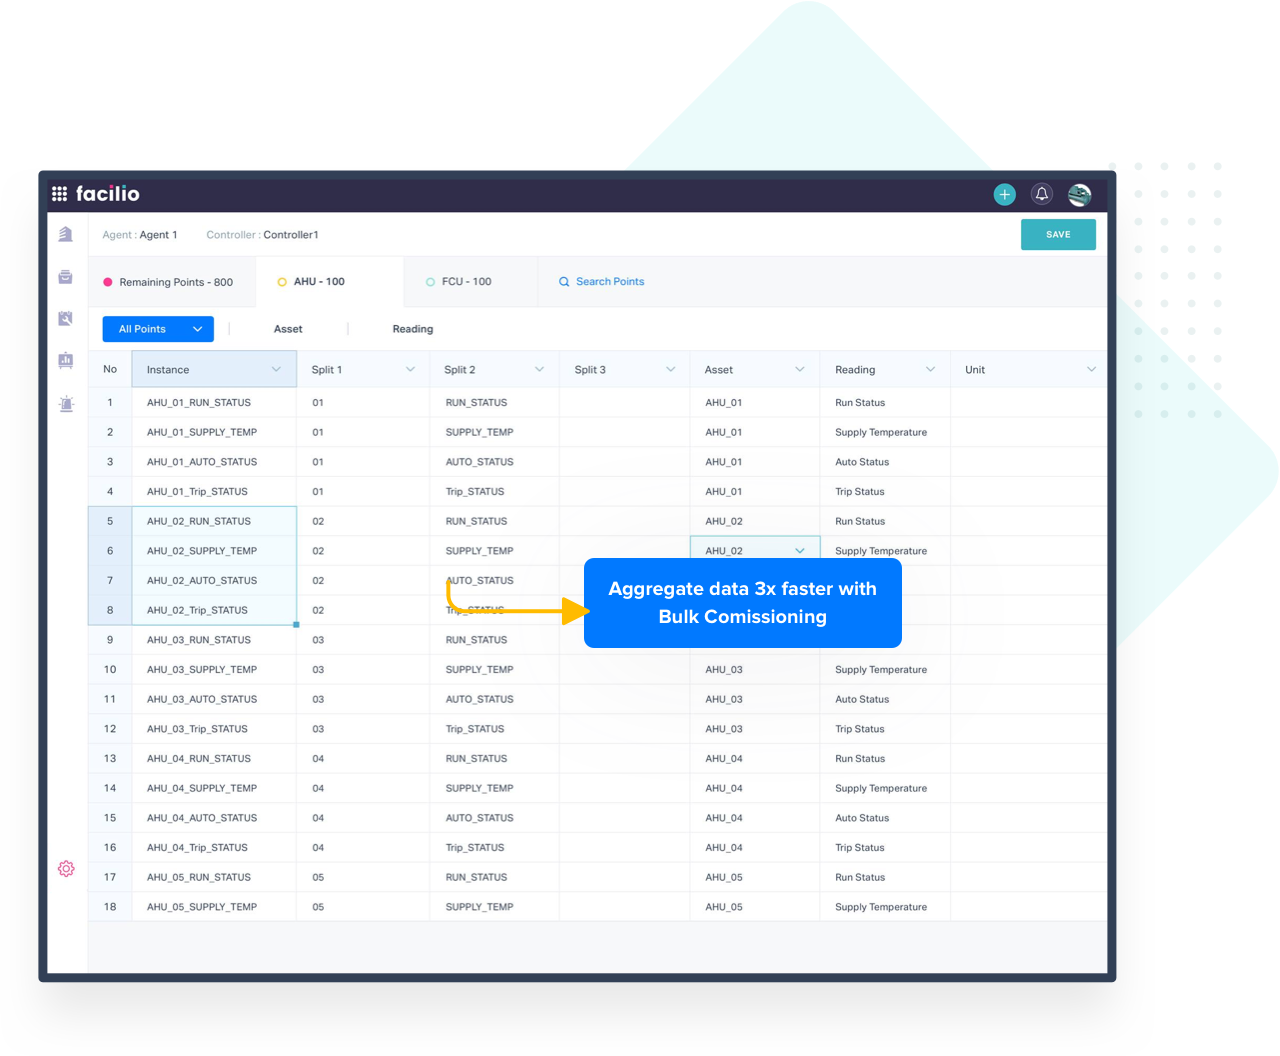 facilio
Agent : Agent 1 Controller : Controller1 SAVE
Remaining Points - 800 AHU - 100 FCU - 100 Search Points
All Points Asset Reading
No Instance Split 1 Split 2 Split 3 Asset Reading Unit
1 AHU_01_RUN_STATUS 01 RUN_STATUS AHU_01 Run Status
2 AHU_01_SUPPLY_TEMP 01 SUPPLY_TEMP AHU_01 Supply Temperature
3 AHU_01_AUTO_STATUS 01 AUTO_STATUS AHU_01 Auto Status
4 AHU_01_Trip_STATUS 01 Trip_STATUS AHU_01 Trip Status
5 AHU_02_RUN_STATUS 02 RUN_STATUS AHU_02 Run Status
6 AHU_02_SUPPLY_TEMP 02 SUPPLY_TEMP AHU_02 Supply Temperature
7 AHU_02_AUTO_STATUS 02 AUTO_STATUS
8 AHU_02_Trip_STATUS 02 Trip_STATUS
Aggregate data 3x faster with
Bulk Comissioning
9 AHU_03_RUN_STATUS 03 RUN_STATUS
10 AHU_03_SUPPLY_TEMP 03 SUPPLY_TEMP AHU_03 Supply Temperature
11 AHU_03_AUTO_STATUS 03 AUTO_STATUS AHU_03 Auto Status
12 AHU_03_Trip_STATUS 03 Trip_STATUS AHU_03 Trip Status
13 AHU_04_RUN_STATUS 04 RUN_STATUS AHU_04 Run Status
14 AHU_04_SUPPLY_TEMP 04 SUPPLY_TEMP AHU_04 Supply Temperature
15 AHU_04_AUTO_STATUS 04 AUTO_STATUS AHU_04 Auto Status
16 AHU_04_Trip_STATUS 04 Trip_STATUS AHU_04 Trip Status
17 AHU_05_RUN_STATUS 05 RUN_STATUS AHU_05 Run Status
18 AHU_05_SUPPLY_TEMP 05 SUPPLY_TEMP AHU_05 Supply Temperature